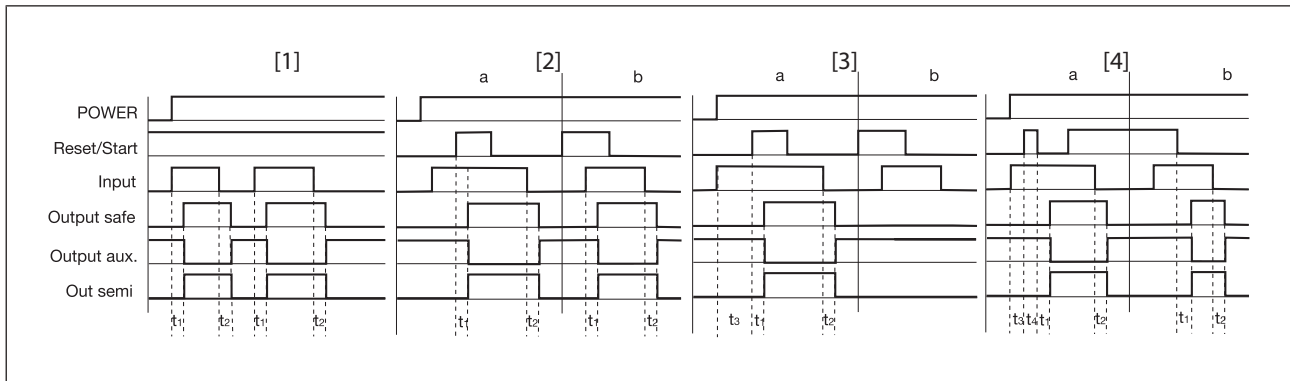 [1] [2] [3] [4]
a b a b a b
POWER
Reset/Start
Input
Output safe
Output aux.
Out semi
t1 t2 t1 t2 t1 t2 t1 t2 t3 t1 t2 t3 t4 t1 t2 t1 t2